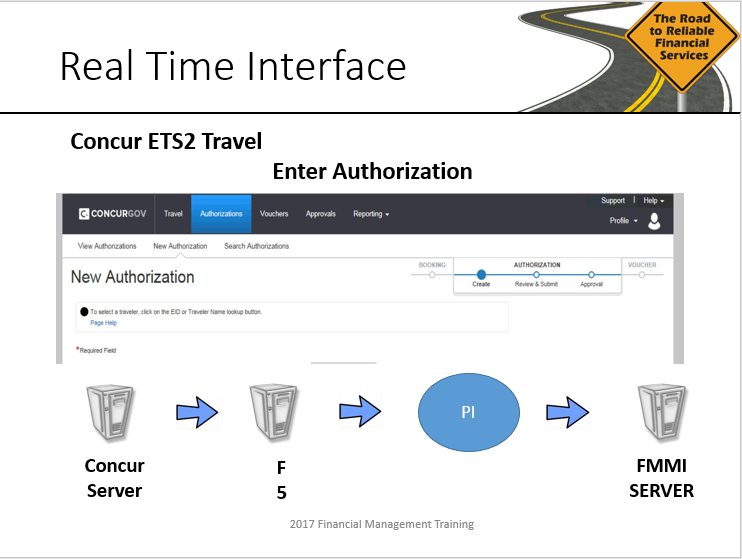 The Road
to Reliable
Financial
Services
Real Time Interface
Concur ETS2 Travel
Enter Authorization
Support | Help
C CONCURGOV Travel Authorizations Vouchers Approvals Reporting Profile
View Authorizations New Authorization Search Authorizations
BOOKING AUTHORIZATION VOUCHER
New Authorization
Create Review & Submit Approval
To select a traveler, click on the EID or Traveler Name lookup button.
Page Help
*Required Field
PI
Concur
Server
F
5
FMMI
SERVER
2017 Financial Management Training